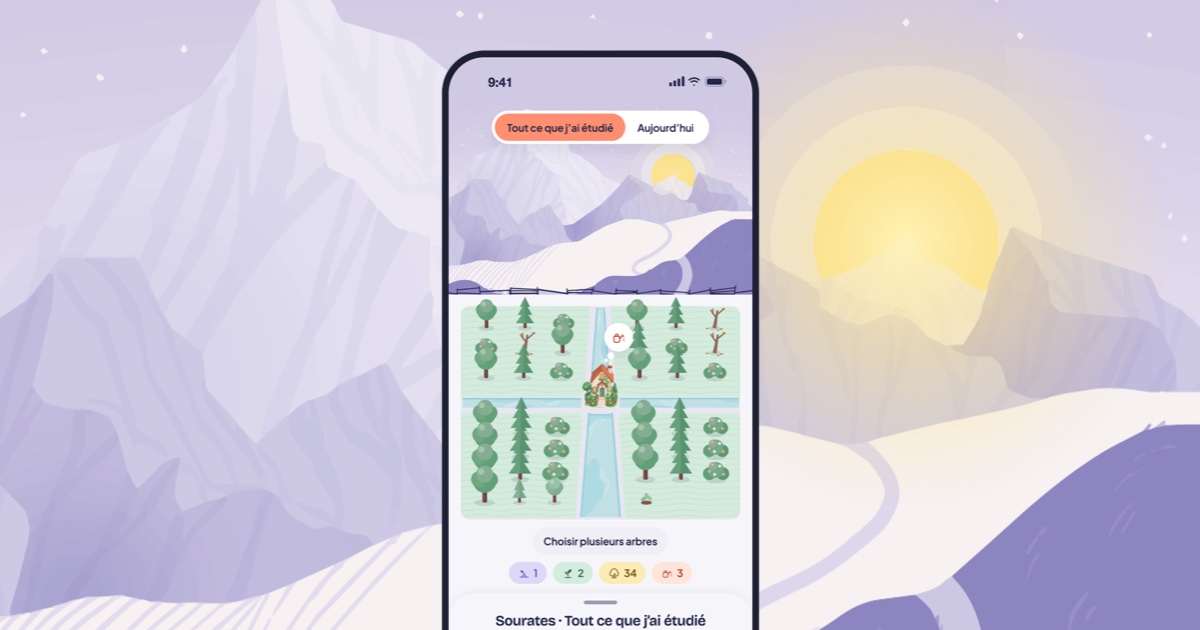 9:41
Tout ce que j'ai étudié Aujourd'hui
Choisir plusieurs arbres
1 2 34 3
Sourates · Tout ce que j'ai étudié